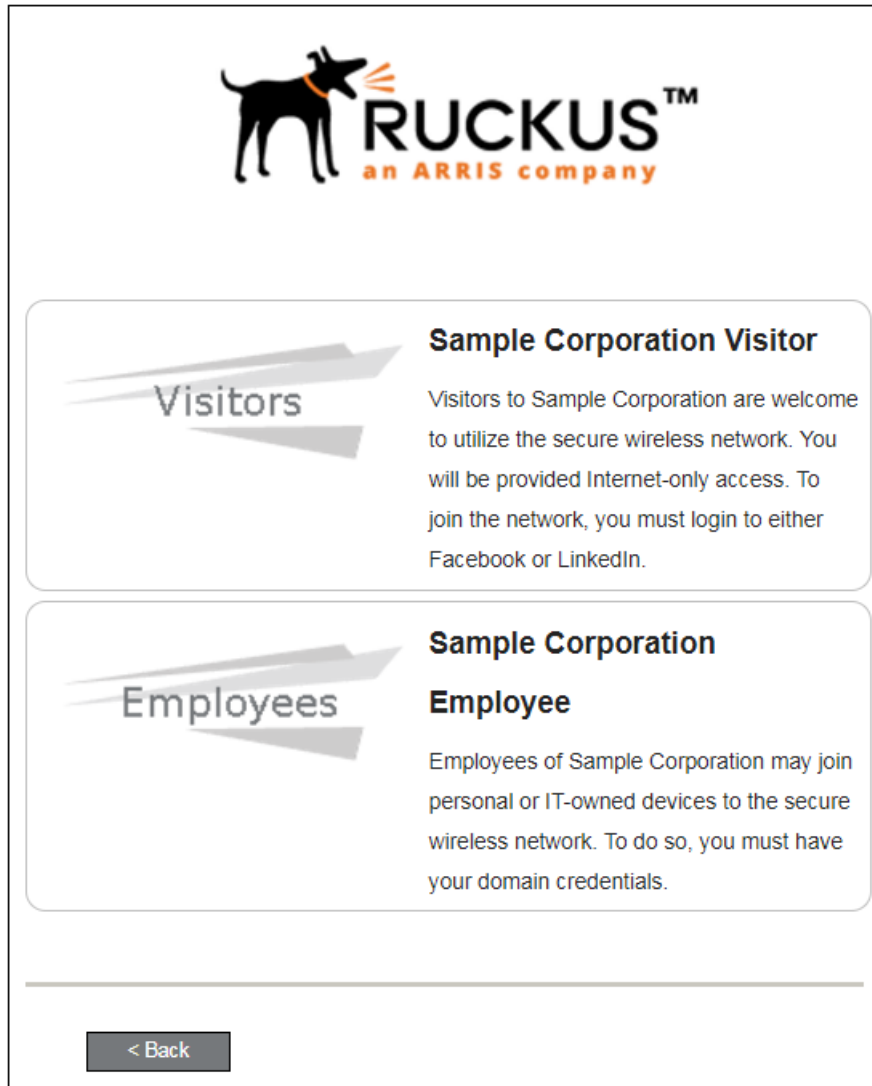 RUCKUS™
an ARRIS company
Visitors
Sample Corporation Visitor
Visitors to Sample Corporation are welcome
to utilize the secure wireless network. You
will be provided Internet-only access. To
join the network, you must login to either
Facebook or LinkedIn.
Employees
Sample Corporation
Employee
Employees of Sample Corporation may join
personal or IT-owned devices to the secure
wireless network. To do so, you must have
your domain credentials.
< Back